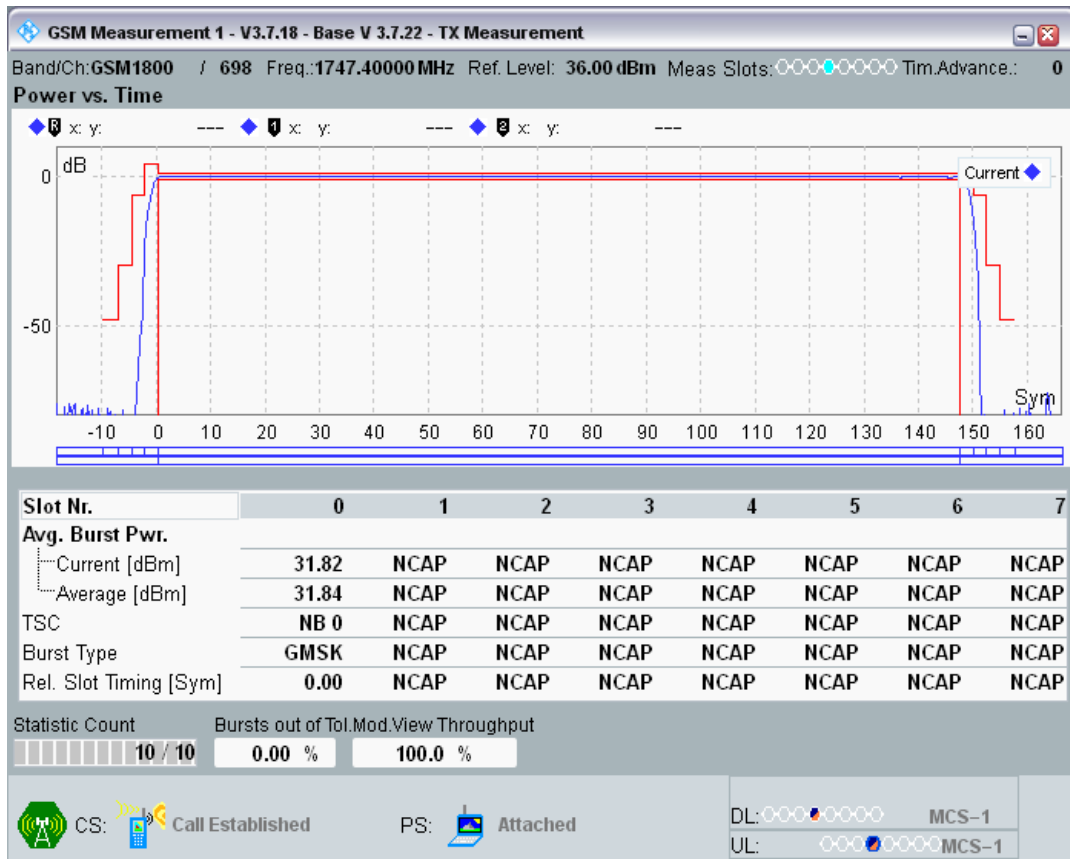 GSM Measurement 1 - V3.7.18 - Base V 3.7.22 - TX Measurement
Band/Ch:GSM1800 / 698 Freq.:1747.40000 MHz Ref. Level: 36.00 dBm Meas Slots: Tim.Advance.: 0
Power vs. Time
R x: y: --- 1 x: y: --- 2 x: y: ---
dB
Current
0
-50
Sym
-10 0 10 20 30 40 50 60 70 80 90 100 110 120 130 140 150 160
Slot Nr. 0 1 2 3 4 5 6 7
Avg. Burst Pwr.
Current [dBm] 31.82 NCAP NCAP NCAP NCAP NCAP NCAP NCAP
Average [dBm] 31.84 NCAP NCAP NCAP NCAP NCAP NCAP NCAP
TSC NB 0 NCAP NCAP NCAP NCAP NCAP NCAP NCAP
Burst Type GMSK NCAP NCAP NCAP NCAP NCAP NCAP NCAP
Rel. Slot Timing [Sym] 0.00 NCAP NCAP NCAP NCAP NCAP NCAP NCAP
Statistic Count Bursts out of Tol.Mod.View Throughput
10 / 10 0.00 % 100.0 %
CS: Call Established PS: Attached
DL: MCS-1
UL: MCS-1